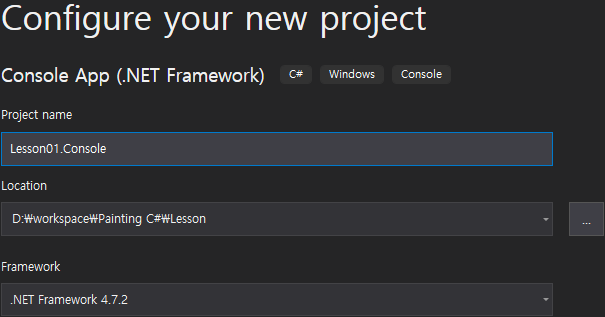 Configure your new project
Console App (.NET Framework) C# Windows Console
Project name
Lesson01.Console
Location
D:₩workspace₩Painting C#₩Lesson
...
Framework
.NET Framework 4.7.2